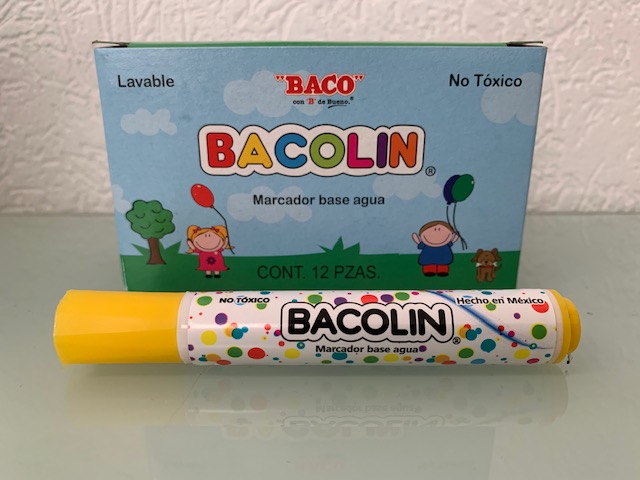 Lavable
"BACO"
con "B" de Bueno.®
No Tóxico
BACOLIN®
Marcador base agua
CONT. 12 PZAS.
NO TÓXICO
BACOLIN®
Marcador base agua
Hecho en México